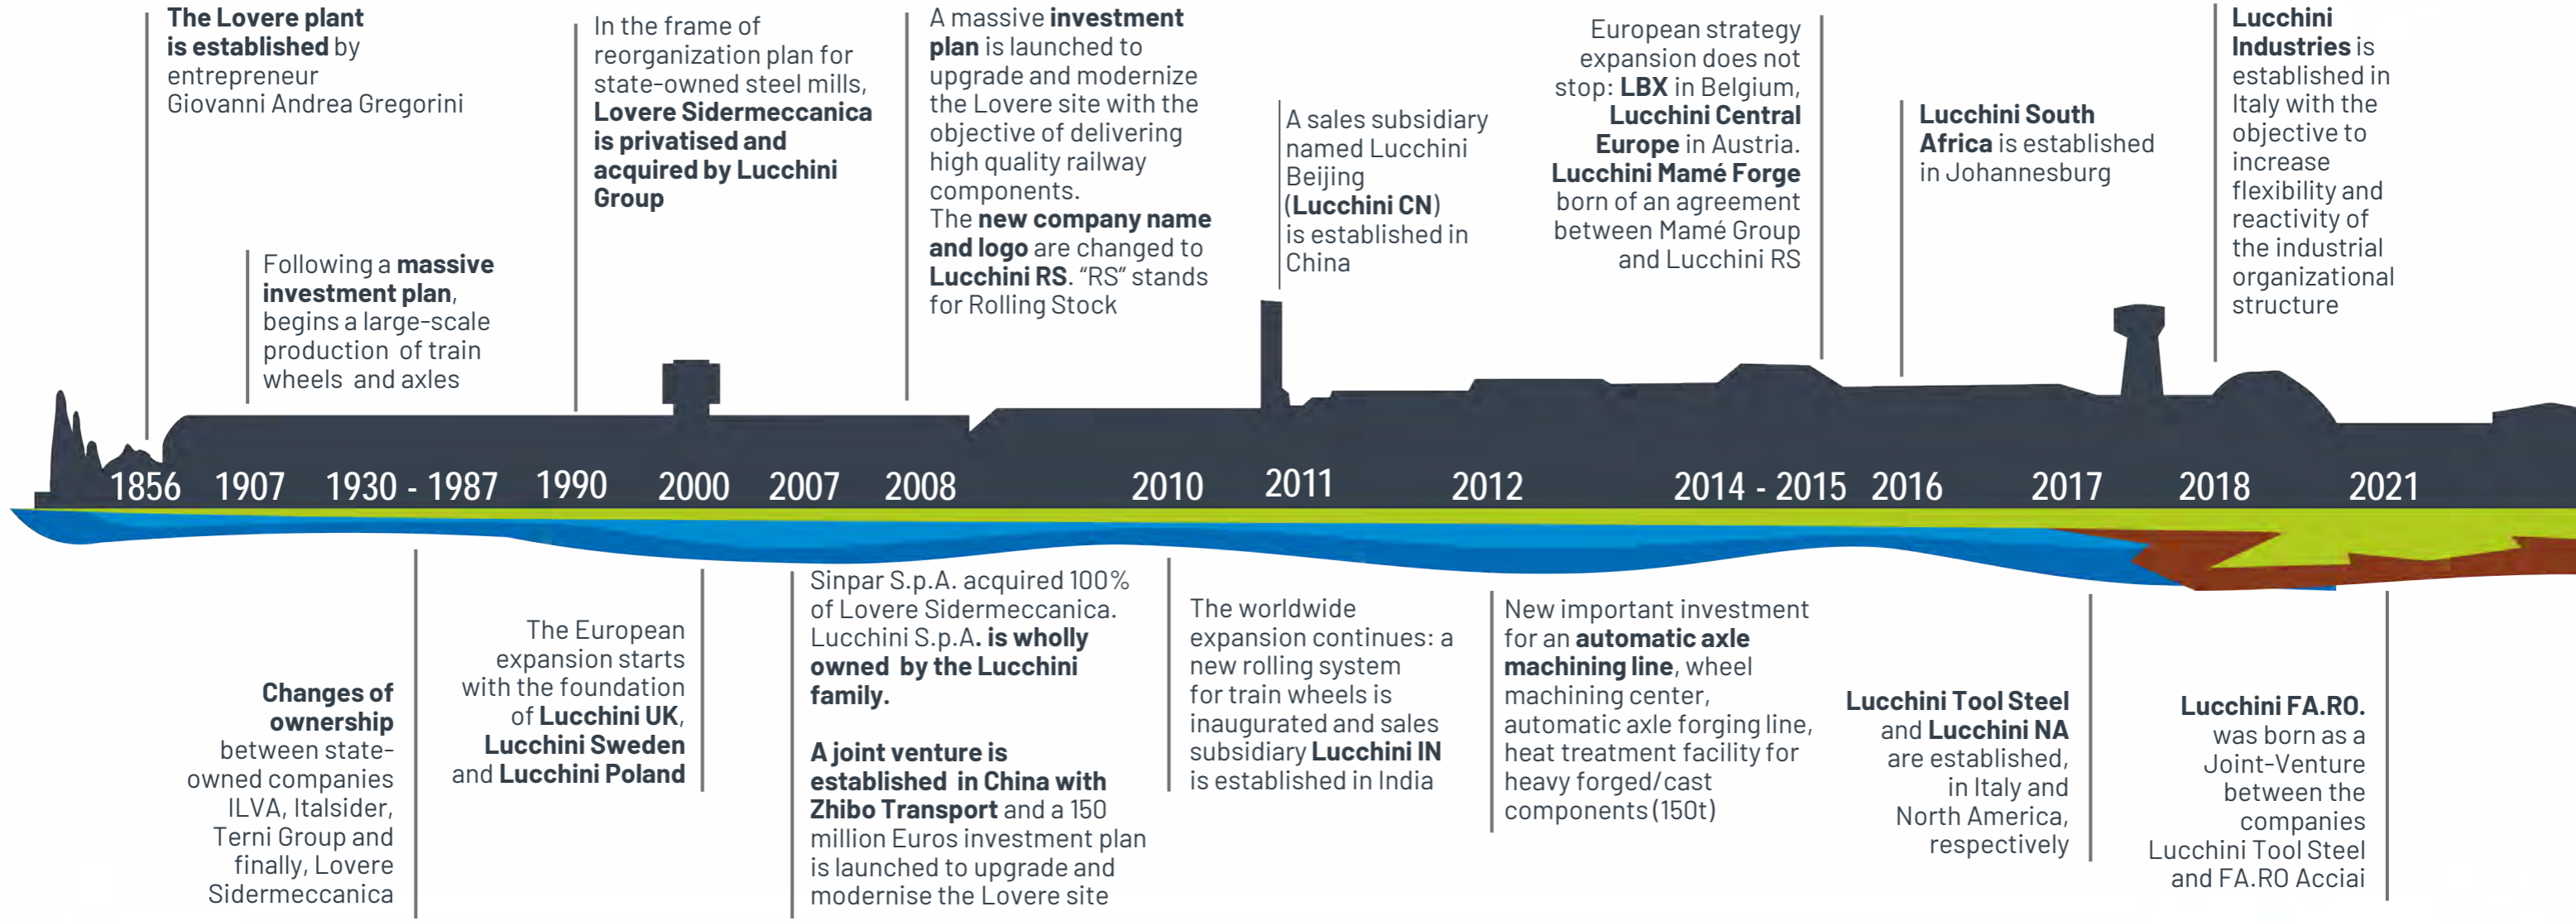 The Lovere plant
is established by
entrepreneur
Giovanni Andrea Gregorini
Following a massive
investment plan,
begins a large-scale
production of train
wheels and axles
In the frame of
reorganization plan for
state-owned steel mills,
Lovere Sidermeccanica
is privatised and
acquired by Lucchini
Group
A massive investment
plan is launched to
upgrade and modernize
the Lovere site with the
objective of delivering
high quality railway
components.
The new company name
and logo are changed to
Lucchini RS. “RS” stands
for Rolling Stock
A sales subsidiary
named Lucchini
Beijing
(Lucchini CN)
is established in
China
European strategy
expansion does not
stop: LBX in Belgium,
Lucchini Central
Europe in Austria.
Lucchini Mamé Forge
born of an agreement
between Mamé Group
and Lucchini RS
Lucchini South
Africa is established
in Johannesburg
Lucchini
Industries is
established in
Italy with the
objective to
increase
flexibility and
reactivity of
the industrial
organizational
structure
1856 1907 1930 - 1987 1990 2000 2007 2008 2010 2011 2012 2014 - 2015 2016 2017 2018 2021
Changes of
ownership
between state-
owned companies
ILVA, Italsider,
Terni Group and
finally, Lovere
Sidermeccanica
The European
expansion starts
with the foundation
of Lucchini UK,
Lucchini Sweden
and Lucchini Poland
Sinpar S.p.A. acquired 100%
of Lovere Sidermeccanica.
Lucchini S.p.A. is wholly
owned by the Lucchini
family.
A joint venture is
established in China with
Zhibo Transport and a 150
million Euros investment plan
is launched to upgrade and
modernise the Lovere site
The worldwide
expansion continues: a
new rolling system
for train wheels is
inaugurated and sales
subsidiary Lucchini IN
is established in India
New important investment
for an automatic axle
machining line, wheel
machining center,
automatic axle forging line,
heat treatment facility for
heavy forged/cast
components (150t)
Lucchini Tool Steel
and Lucchini NA
are established,
in Italy and
North America,
respectively
Lucchini FA.RO.
was born as a
Joint-Venture
between the
companies
Lucchini Tool Steel
and FA.RO Acciai